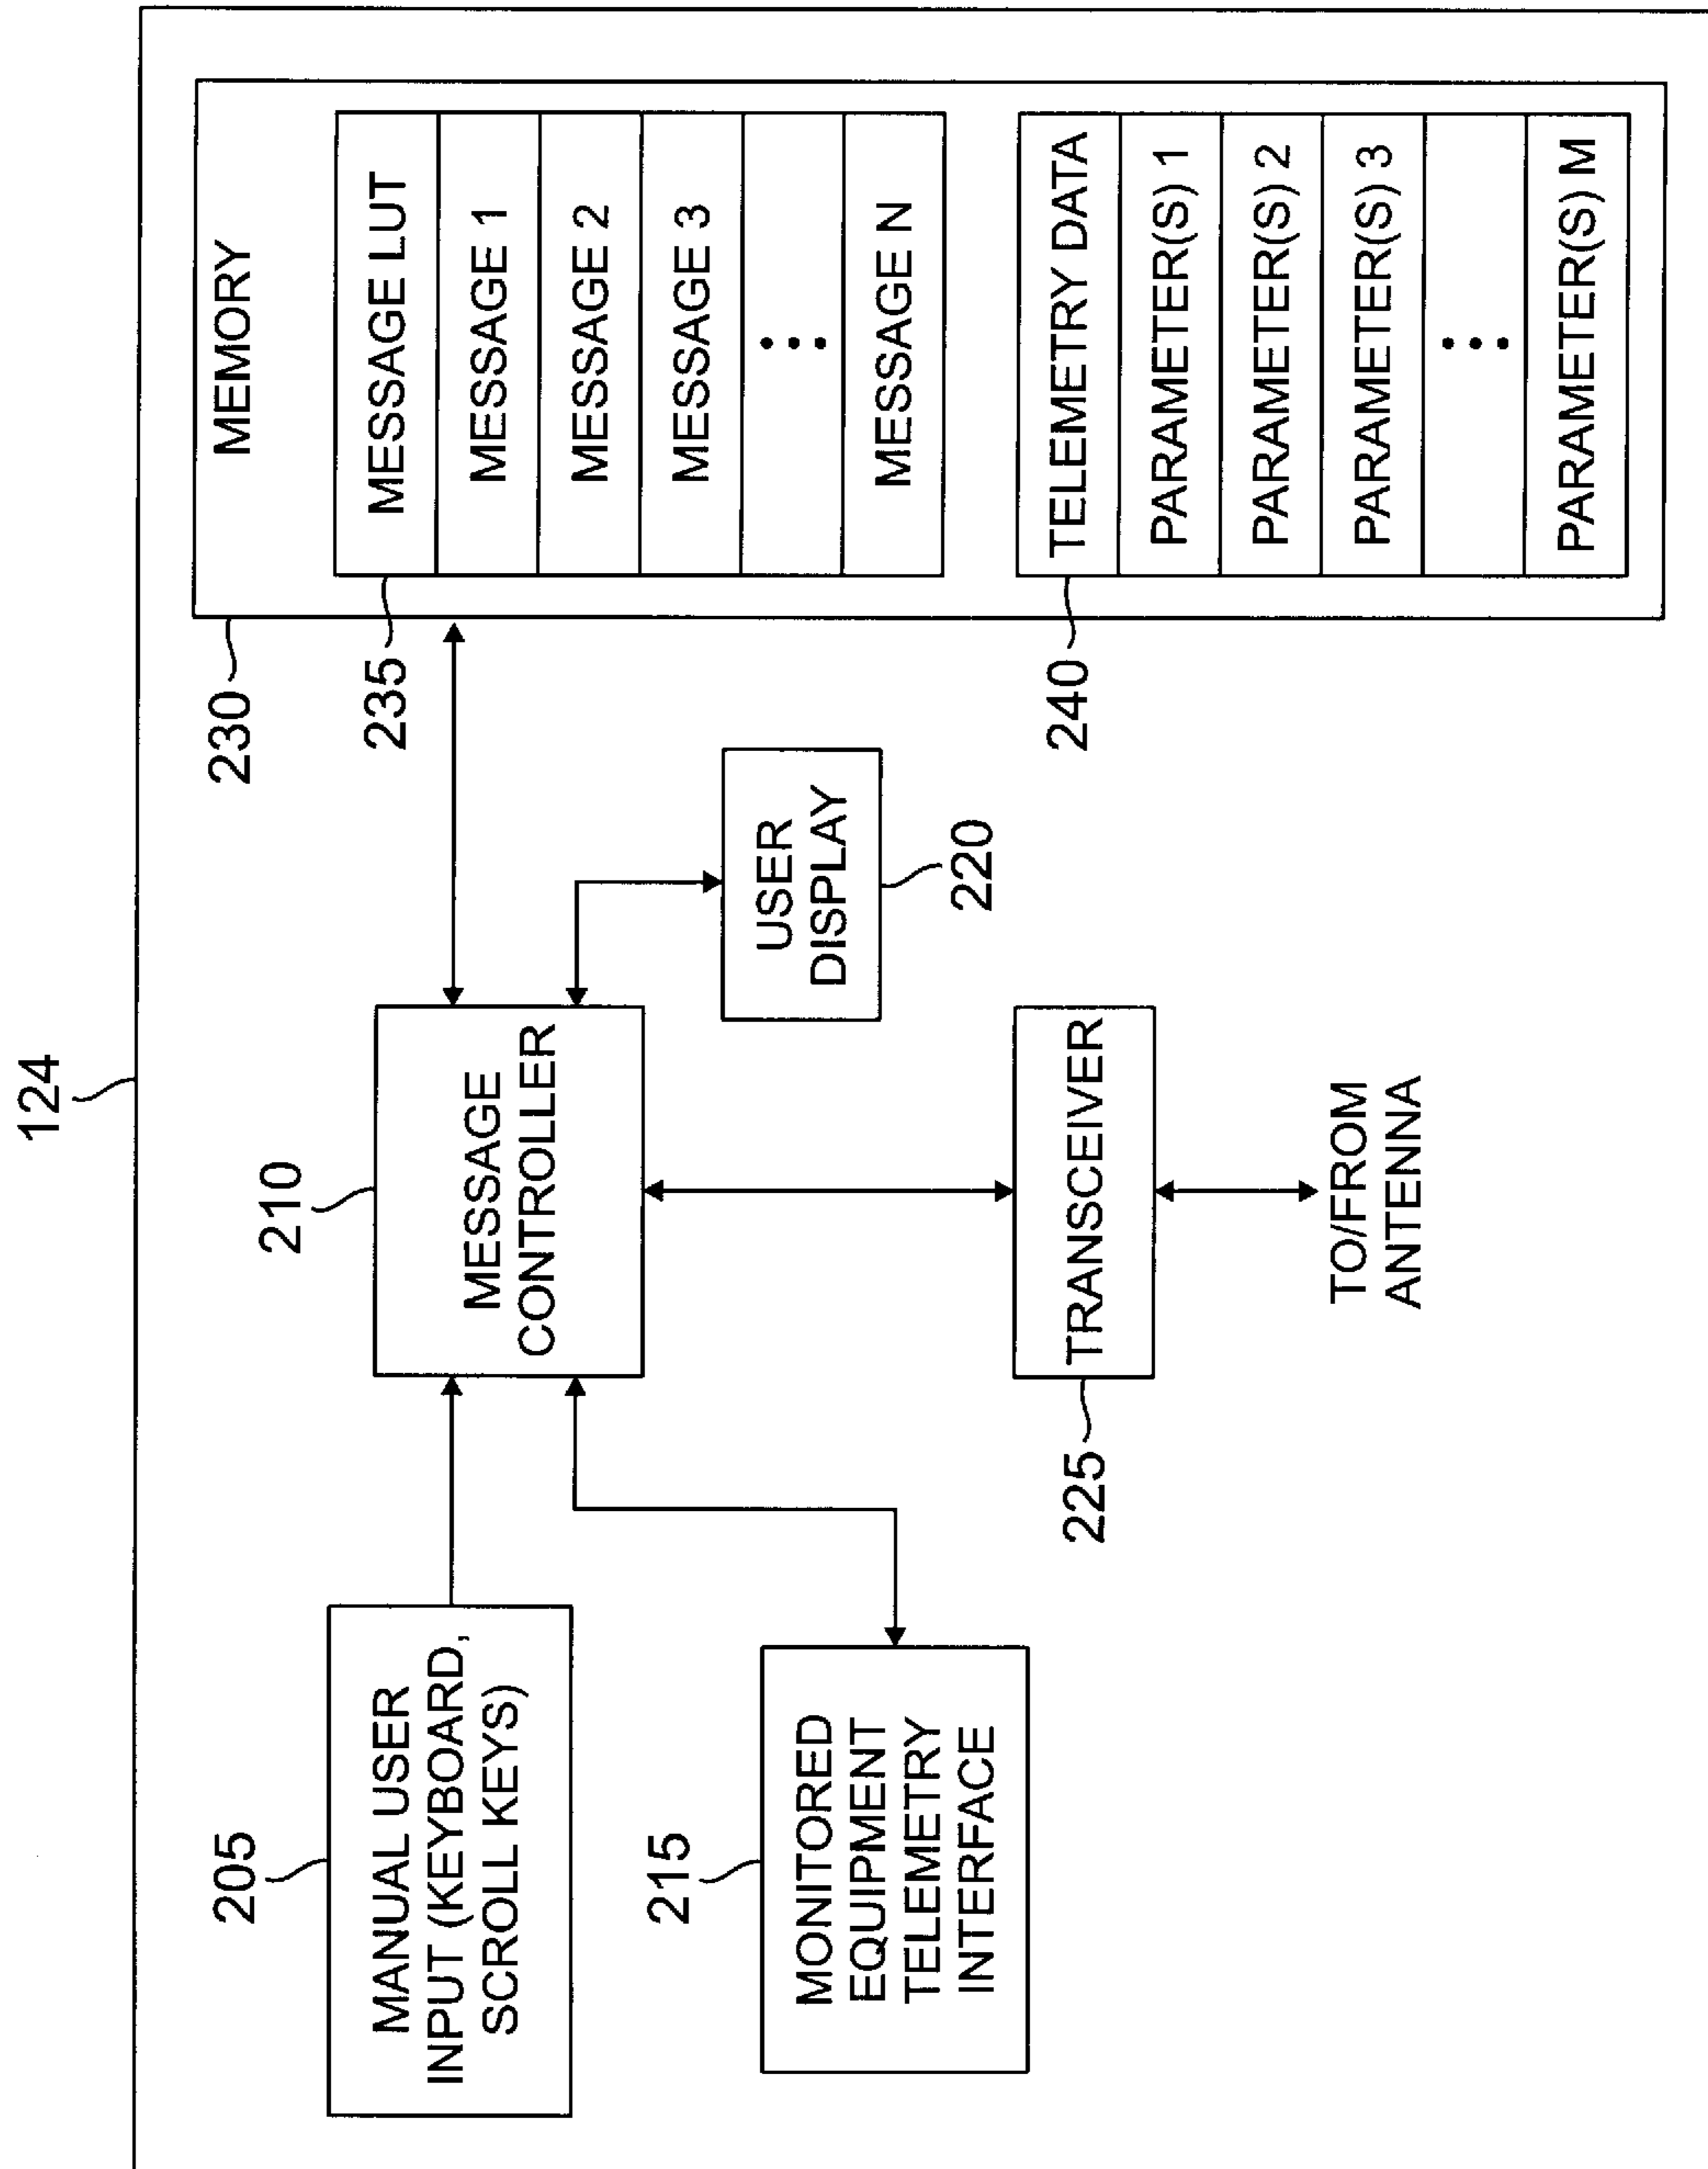 124
205
MANUAL USER
INPUT (KEYBOARD,
SCROLL KEYS)
215
MONITORED
EQUIPMENT
TELEMETRY
INTERFACE
210
MESSAGE
CONTROLLER
225
TRANSCEIVER
TO/FROM
ANTENNA
USER
DISPLAY
220
230
MEMORY
235
MESSAGE LUT
MESSAGE 1
MESSAGE 2
MESSAGE 3
...
MESSAGE N
240
TELEMETRY DATA
PARAMETER(S) 1
PARAMETER(S) 2
PARAMETER(S) 3
...
PARAMETER(S) M